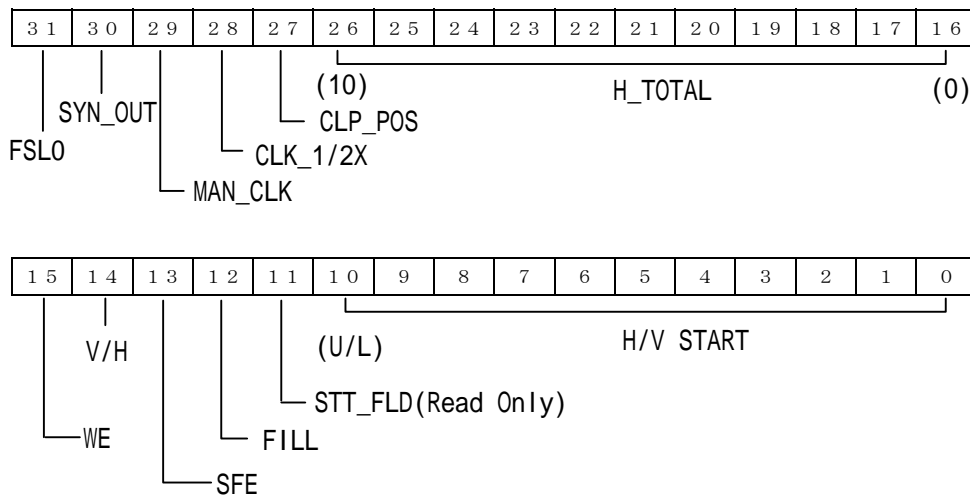 31 30 29 28 27 26 25 24 23 22 21 20 19 18 17 16
(10) H_TOTAL (0)
SYN_OUT
CLP_POS
FSLO
CLK_1/2X
MAN_CLK
15 14 13 12 11 10 9 8 7 6 5 4 3 2 1 0
V/H
(U/L)
H/V START
STT_FLD(Read Only)
WE
FILL
SFE